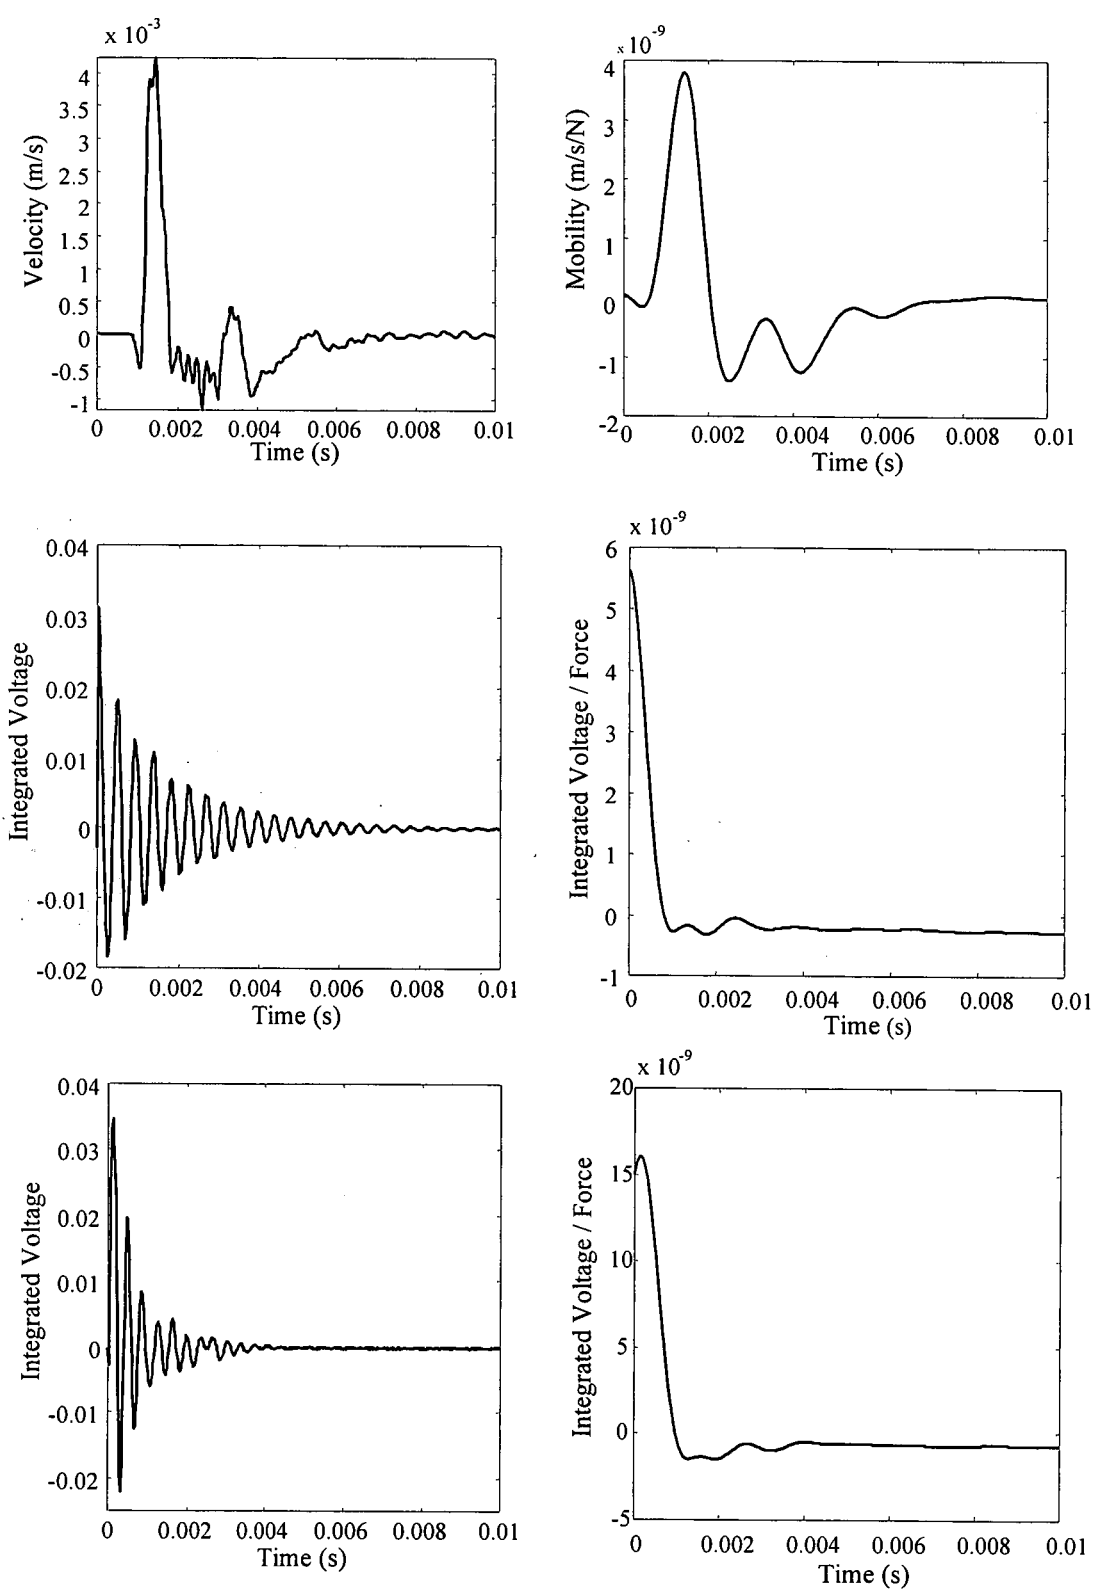 x 10-3
4
3.5
3
2.5
2
1.5
1
0.5
0
-0.5
-1
Velocity (m/s)
0 0.002 0.004 0.006 0.008 0.01
Time (s)
x 10-9
4
3
2
1
0
-1
-2
Mobility (m/s/N)
0 0.002 0.004 0.006 0.008 0.01
Time (s)
0.04
0.03
0.02
0.01
0
-0.01
-0.02
Integrated Voltage
0 0.002 0.004 0.006 0.008 0.01
Time (s)
x 10-9
6
5
4
3
2
1
0
-1
Integrated Voltage / Force
0 0.002 0.004 0.006 0.008 0.01
Time (s)
0.04
0.03
0.02
0.01
0
-0.01
-0.02
Integrated Voltage
0 0.002 0.004 0.006 0.008 0.01
Time (s)
x 10-9
20
15
10
5
0
-5
Integrated Voltage / Force
0 0.002 0.004 0.006 0.008 0.01
Time (s)